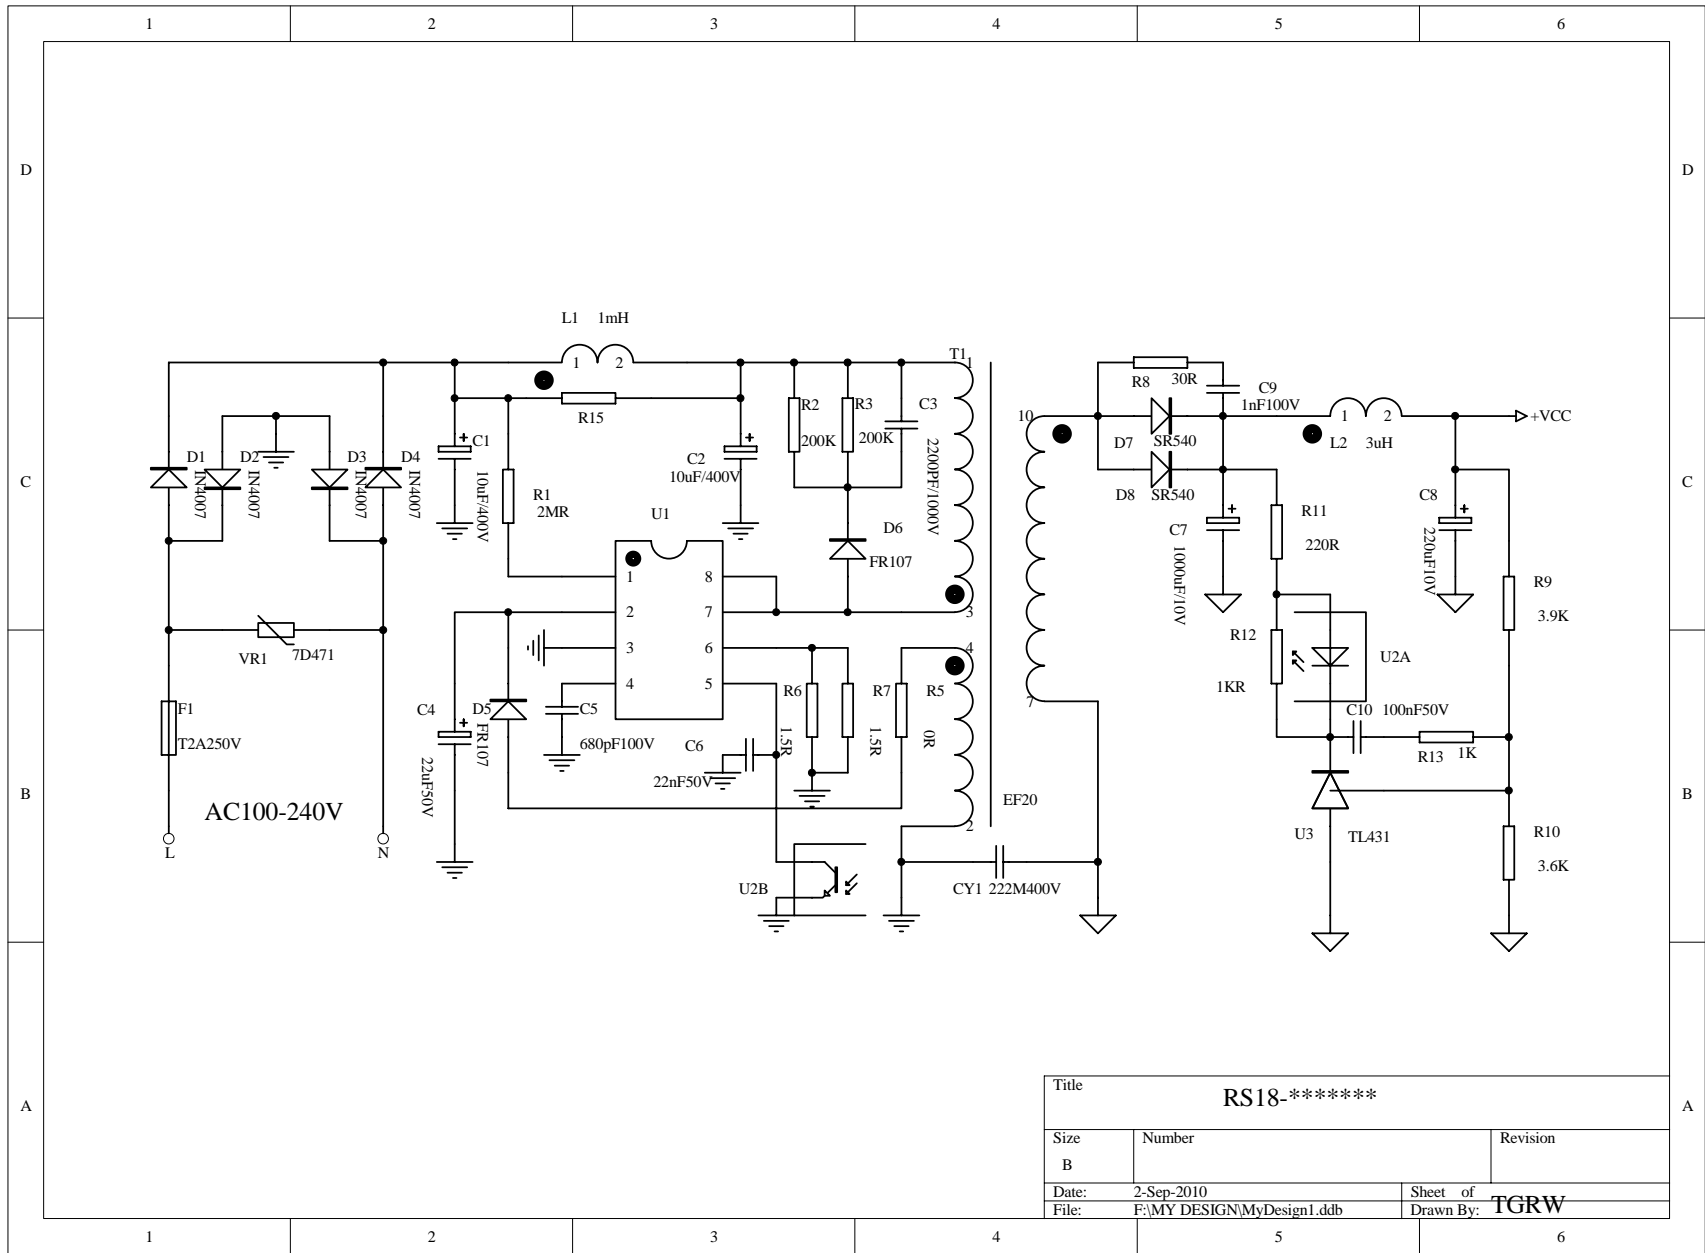 1 2 3 4 5 6
D D
L1 1mH
T1 1
R8 30R
C9
1nF100V
R2 R3 C3
200K 200K
2200PF/1000V
10
1 2
+VCC
D7 SR540
L2 3uH
1 2
R15
C1
10uF/400V
C2
10uF/400V
D1 D2 D3 D4
IN4007 IN4007 IN4007 IN4007
C C
R1
2MR
U1
D6
FR107
D8 SR540
R11
220R
C7
1000uF/10V
C8
220uF10V
R9
3.9K
1 8
2 7
3 6
4 5
3
4
VR1 7D471
R12
1KR
U2A
F1
T2A250V
C4
22uF50V
D5
FR107
C5
680pF100V
C6
22nF50V
R6
1.5R
R7
1.5R
R5
0R
7
C10 100nF50V
R13 1K
B B
AC100-240V
L N
2
EF20
U3 TL431
R10
3.6K
U2B
CY1 222M400V
A A
Title
RS18-*******
Size Number Revision
B
Date: 2-Sep-2010 Sheet of
File: F:\MY DESIGN\MyDesign1.ddb Drawn By: TGRW
1 2 3 4 5 6